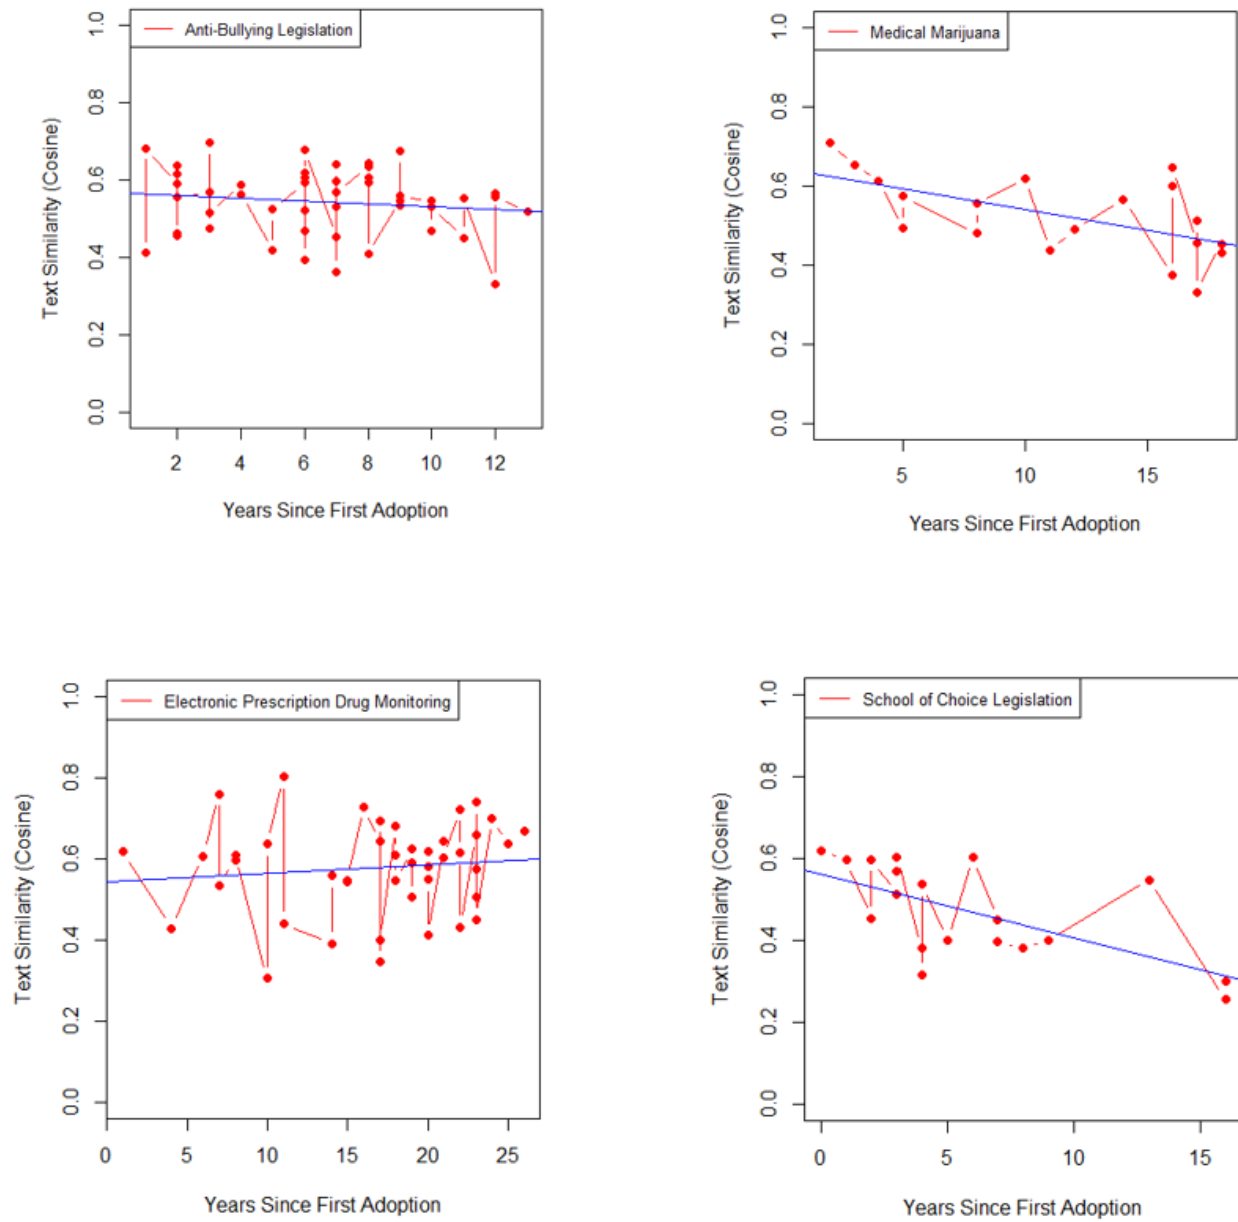 Anti-Bullying Legislation
Text Similarity (Cosine)
0.0 0.2 0.4 0.6 0.8 1.0
2 4 6 8 10 12
Years Since First Adoption
Medical Marijuana
Text Similarity (Cosine)
0.0 0.2 0.4 0.6 0.8 1.0
5 10 15
Years Since First Adoption
Electronic Prescription Drug Monitoring
Text Similarity (Cosine)
0.0 0.2 0.4 0.6 0.8 1.0
0 5 10 15 20 25
Years Since First Adoption
School of Choice Legislation
Text Similarity (Cosine)
0.0 0.2 0.4 0.6 0.8 1.0
0 5 10 15
Years Since First Adoption